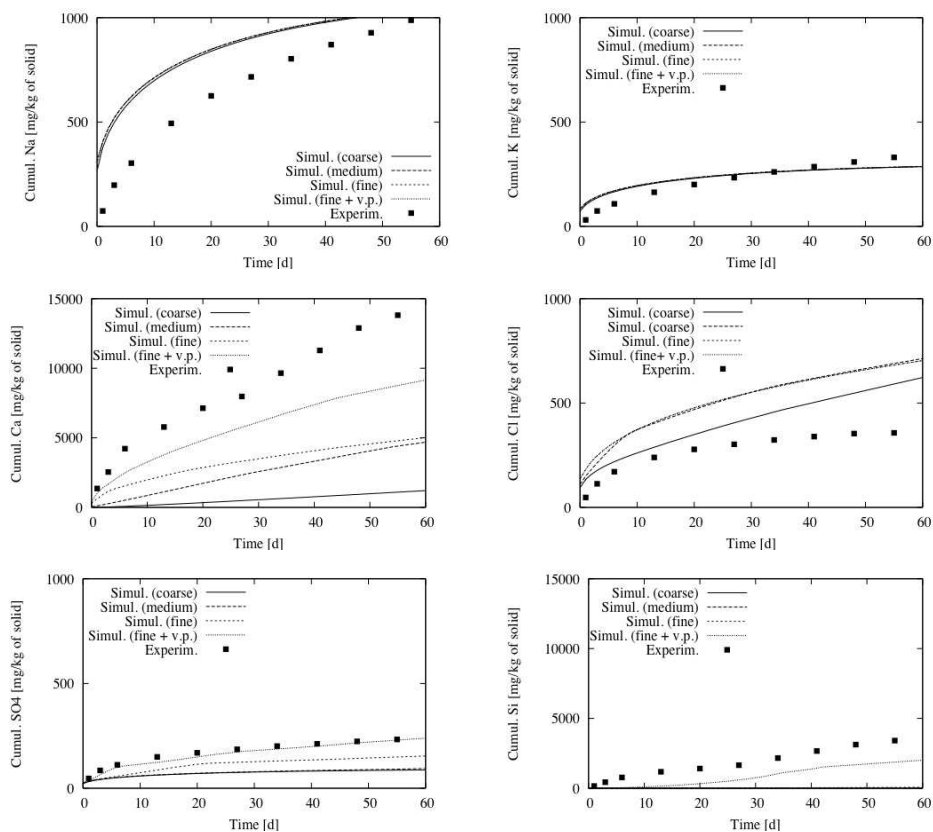 1000
500
0
Cumul. Na [mg/kg of solid]
Simul. (coarse)
Simul. (medium)
Simul. (fine)
Simul. (fine + v.p.)
Experim.
0 10 20 30 40 50 60
Time [d]
1000
500
0
Cumul. K [mg/kg of solid]
Simul. (coarse)
Simul. (medium)
Simul. (fine)
Simul. (fine + v.p.)
Experim.
0 10 20 30 40 50 60
Time [d]
15000
10000
5000
0
Cumul. Ca [mg/kg of solid]
Simul. (coarse)
Simul. (medium)
Simul. (fine)
Simul. (fine + v.p.)
Experim.
0 10 20 30 40 50 60
Time [d]
1000
500
0
Cumul. Cl [mg/kg of solid]
Simul. (coarse)
Simul. (coarse)
Simul. (fine)
Simul. (fine+ v.p.)
Experim.
0 10 20 30 40 50 60
Time [d]
1000
500
0
Cumul. SO4 [mg/kg of solid]
Simul. (coarse)
Simul. (medium)
Simul. (fine)
Simul. (fine + v.p.)
Experim.
0 10 20 30 40 50 60
Time [d]
15000
10000
5000
0
Cumul. Si [mg/kg of solid]
Simul. (coarse)
Simul. (medium)
Simul. (fine)
Simul. (fine + v.p.)
Experim.
0 10 20 30 40 50 60
Time [d]